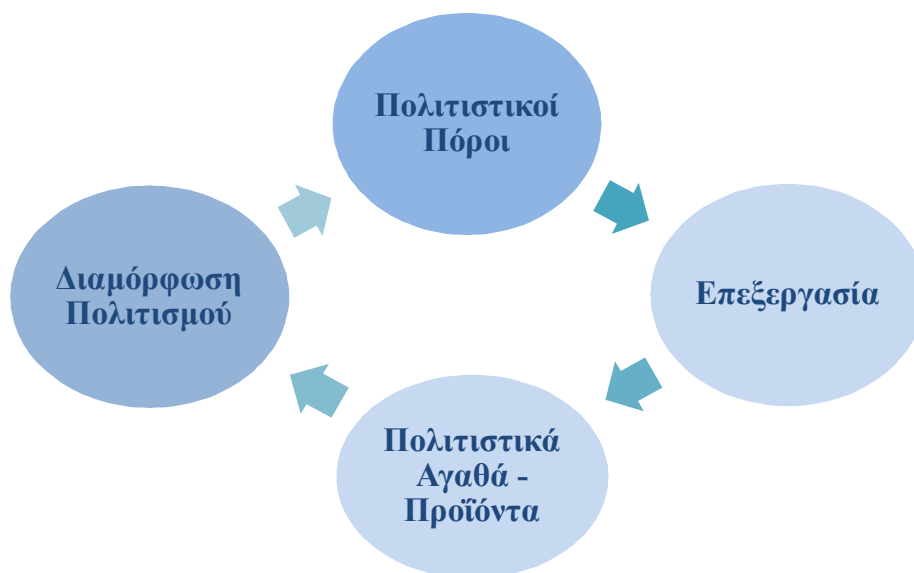 Πολιτιστικοί
Πόροι
Επεξεργασία
Πολιτιστικά
Αγαθά -
Προϊόντα
Διαμόρφωση
Πολιτισμού